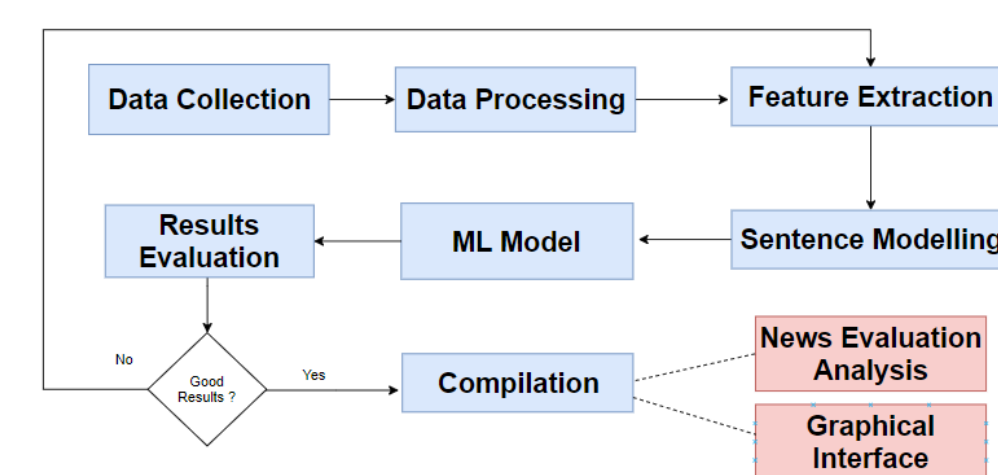 Data Collection
Data Processing
Feature Extraction
Results
Evaluation
ML Model
Sentence Modelling
No
Good
Results ?
Yes
Compilation
News Evaluation
Analysis
Graphical
Interface